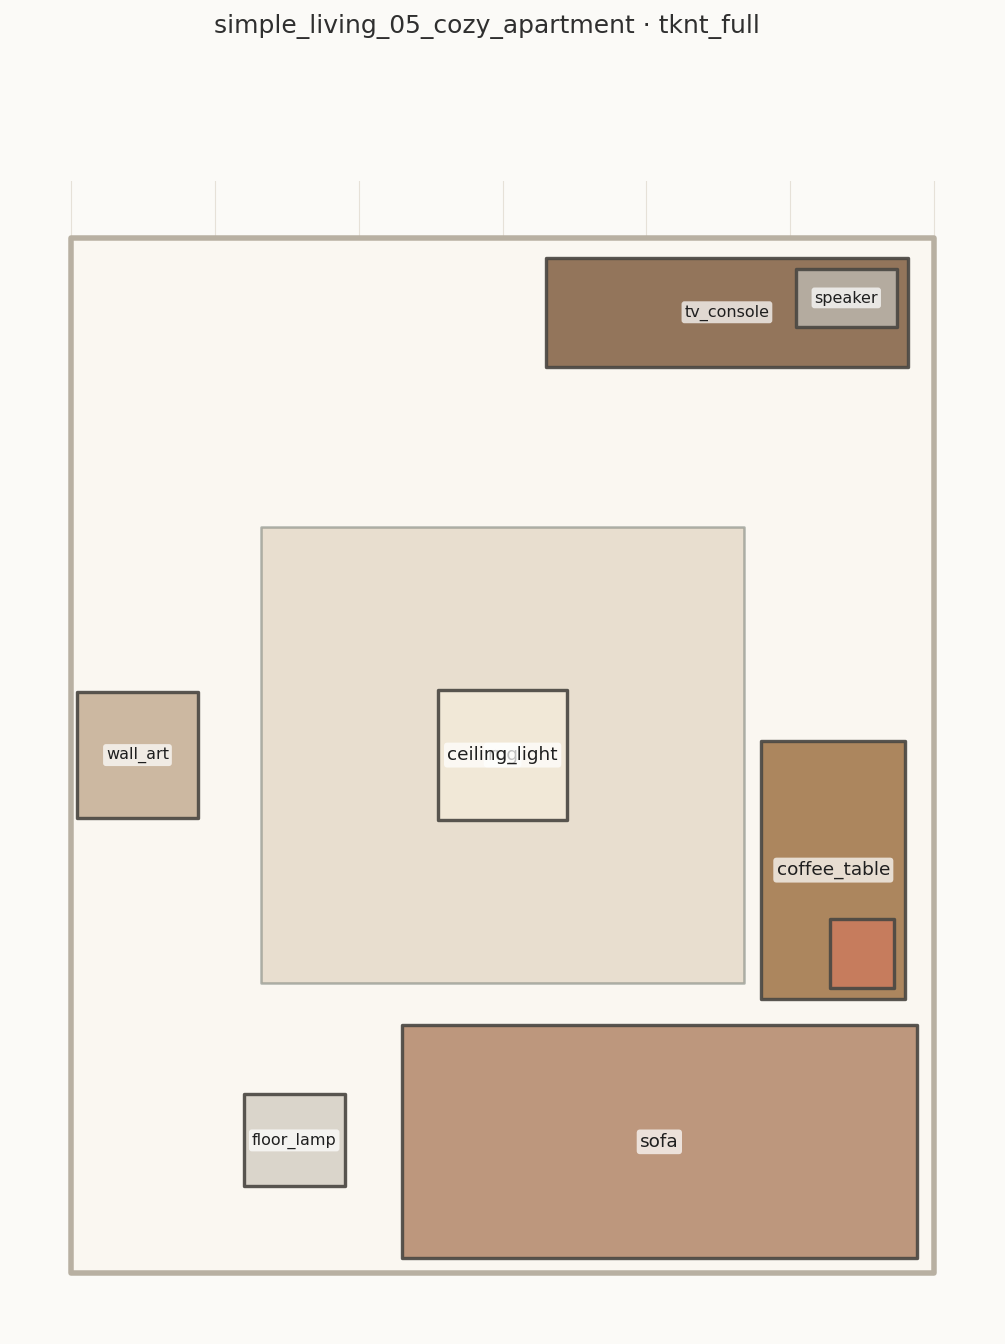 simple_living_05_cozy_apartment · tknt_full
speaker
tv_console
wall_art
ceiling_light
coffee_table
floor_lamp
sofa